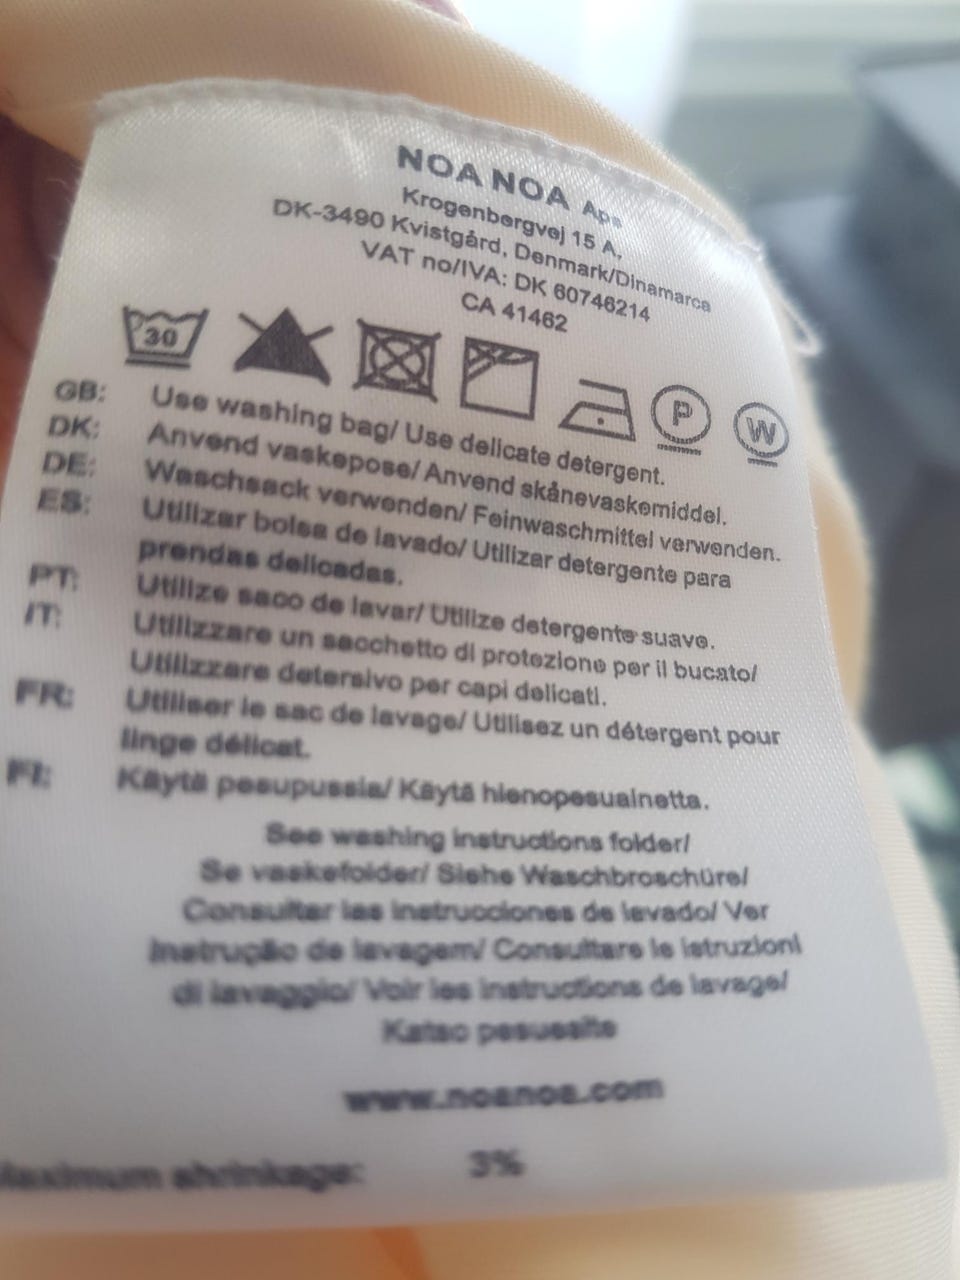 NOA NOA Aps
Krogenbergvej 15 A,
DK-3490 Kvistgård, Denmark/Dinamarca
VAT no/IVA: DK 60746214
CA 41462
30 P W
GB: Use washing bag/ Use delicate detergent.
DK: Anvend vaskepose/ Anvend skånevaskemiddel.
DE: Waschsack verwenden/ Feinwaschmittel verwenden.
ES: Utilizar bolsa de lavado/ Utilizar detergente para
prendas delicadas.
PT: Utilize saco de lavar/ Utilize detergente suave.
IT: Utilizzare un sacchetto di protezione per il bucato/
Utilizzare detersivo per capi delicati.
FR: Utiliser le sac de lavage/ Utilisez un détergent pour
linge délicat.
FI: Käytä pesupussia/ Käytä hienopesuainetta.
See washing instructions folder/
Se vaskefolder/ Siehe Waschbroschüre/
Consultar las instrucciones de lavado/ Ver
Instrução de lavagem/ Consultare le istruzioni
di lavaggio/ Voir les instructions de lavage/
Katso pesuesite
www.noanoa.com
Maximum shrinkage: 3%